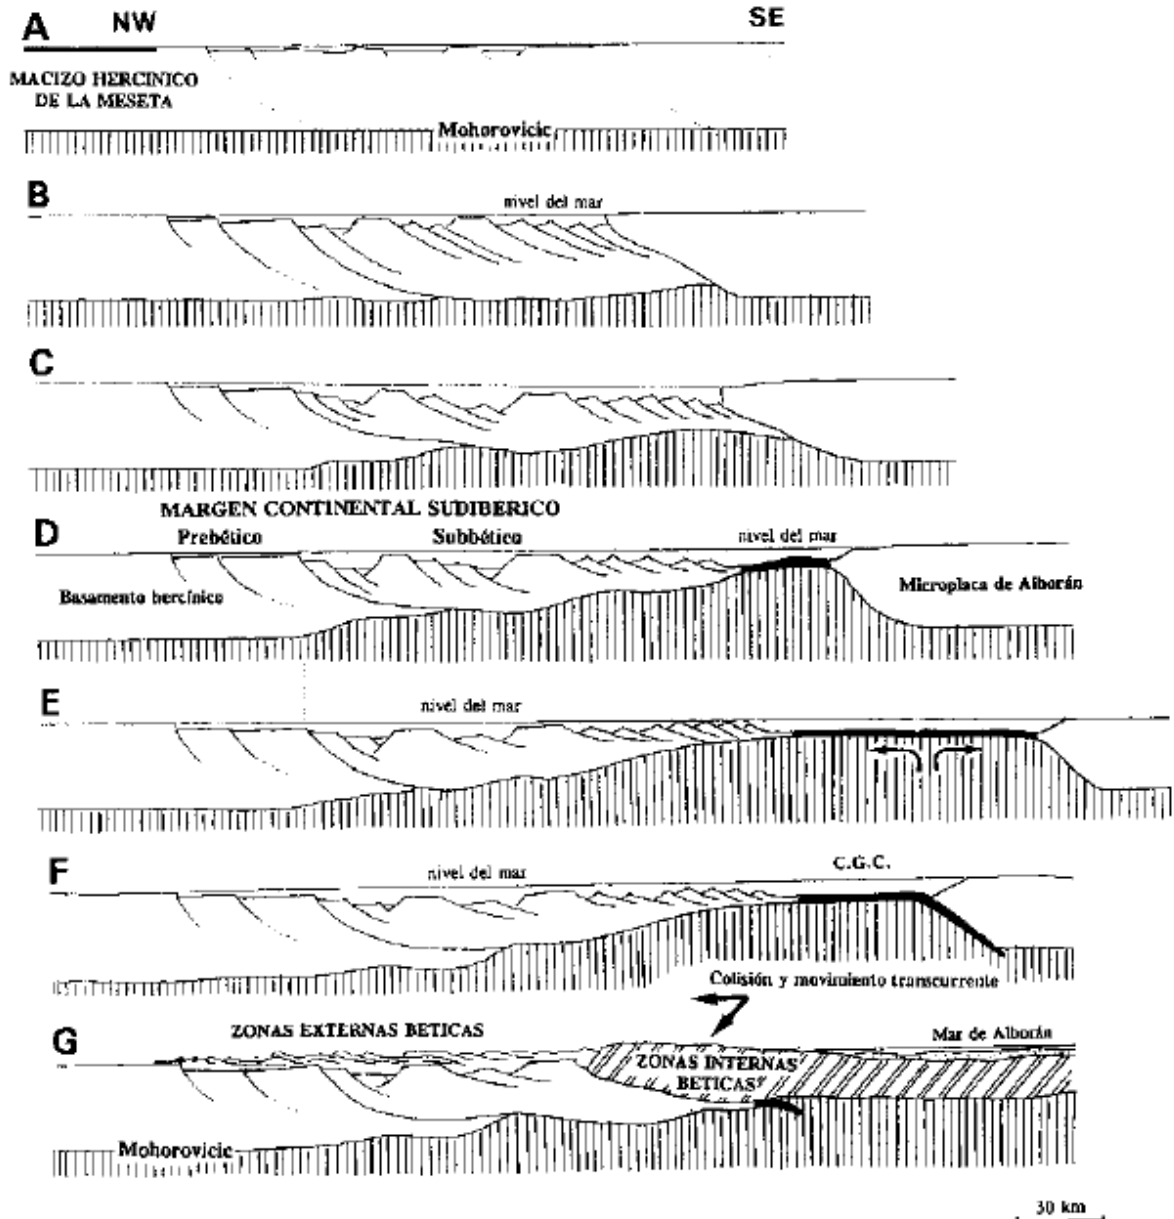 A NW SE
MACIZO HERCINICO
DE LA MESETA
Mohorovicic
B
nivel del mar
C
MARGEN CONTINENTAL SUDIBERICO
D
Prebético Subbético nivel del mar
Basamento hercínico Microplaca de Alborán
E
nivel del mar
F
nivel del mar C.G.C.
Colisión y movimiento transcurrente
G
ZONAS EXTERNAS BETICAS Mar de Alborán
ZONAS INTERNAS
BETICAS
Mohorovicic
30 km